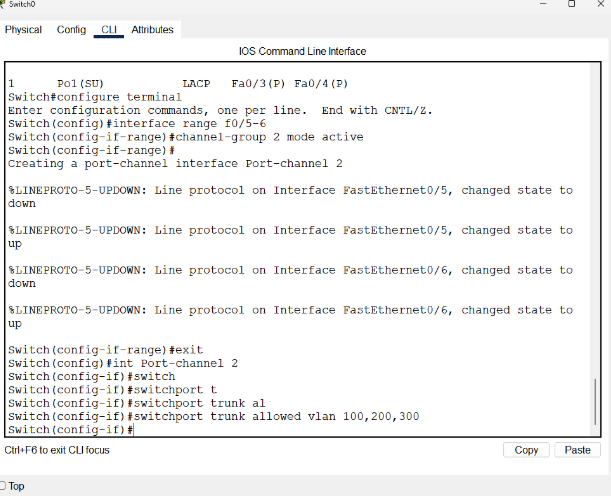 Switch0
Physical Config CLI Attributes
IOS Command Line Interface
1 Po1(SU) LACP Fa0/3(P) Fa0/4(P)
Switch#configure terminal
Enter configuration commands, one per line. End with CNTL/Z.
Switch(config)#interface range f0/5-6
Switch(config-if-range)#channel-group 2 mode active
Switch(config-if-range)#
Creating a port-channel interface Port-channel 2
%LINEPROTO-5-UPDOWN: Line protocol on Interface FastEthernet0/5, changed state to
down
%LINEPROTO-5-UPDOWN: Line protocol on Interface FastEthernet0/5, changed state to
up
%LINEPROTO-5-UPDOWN: Line protocol on Interface FastEthernet0/6, changed state to
down
%LINEPROTO-5-UPDOWN: Line protocol on Interface FastEthernet0/6, changed state to
up
Switch(config-if-range)#exit
Switch(config)#int Port-channel 2
Switch(config-if)#switch
Switch(config-if)#switchport t
Switch(config-if)#switchport trunk al
Switch(config-if)#switchport trunk allowed vlan 100,200,300
Switch(config-if)#
Ctrl+F6 to exit CLI focus
Copy Paste
Top